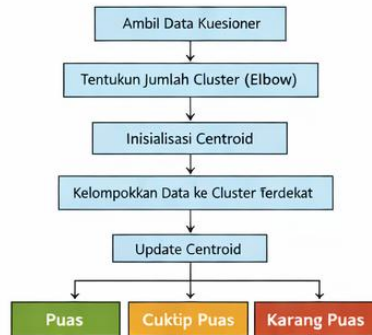 Ambil Data Kuesioner
Tentukun Jumlah Cluster (Elbow)
Inisialisasi Centroid
Kelompokkan Data ke Cluster Terdekat
Update Centroid
Puas
Cuktip Puas
Karang Puas